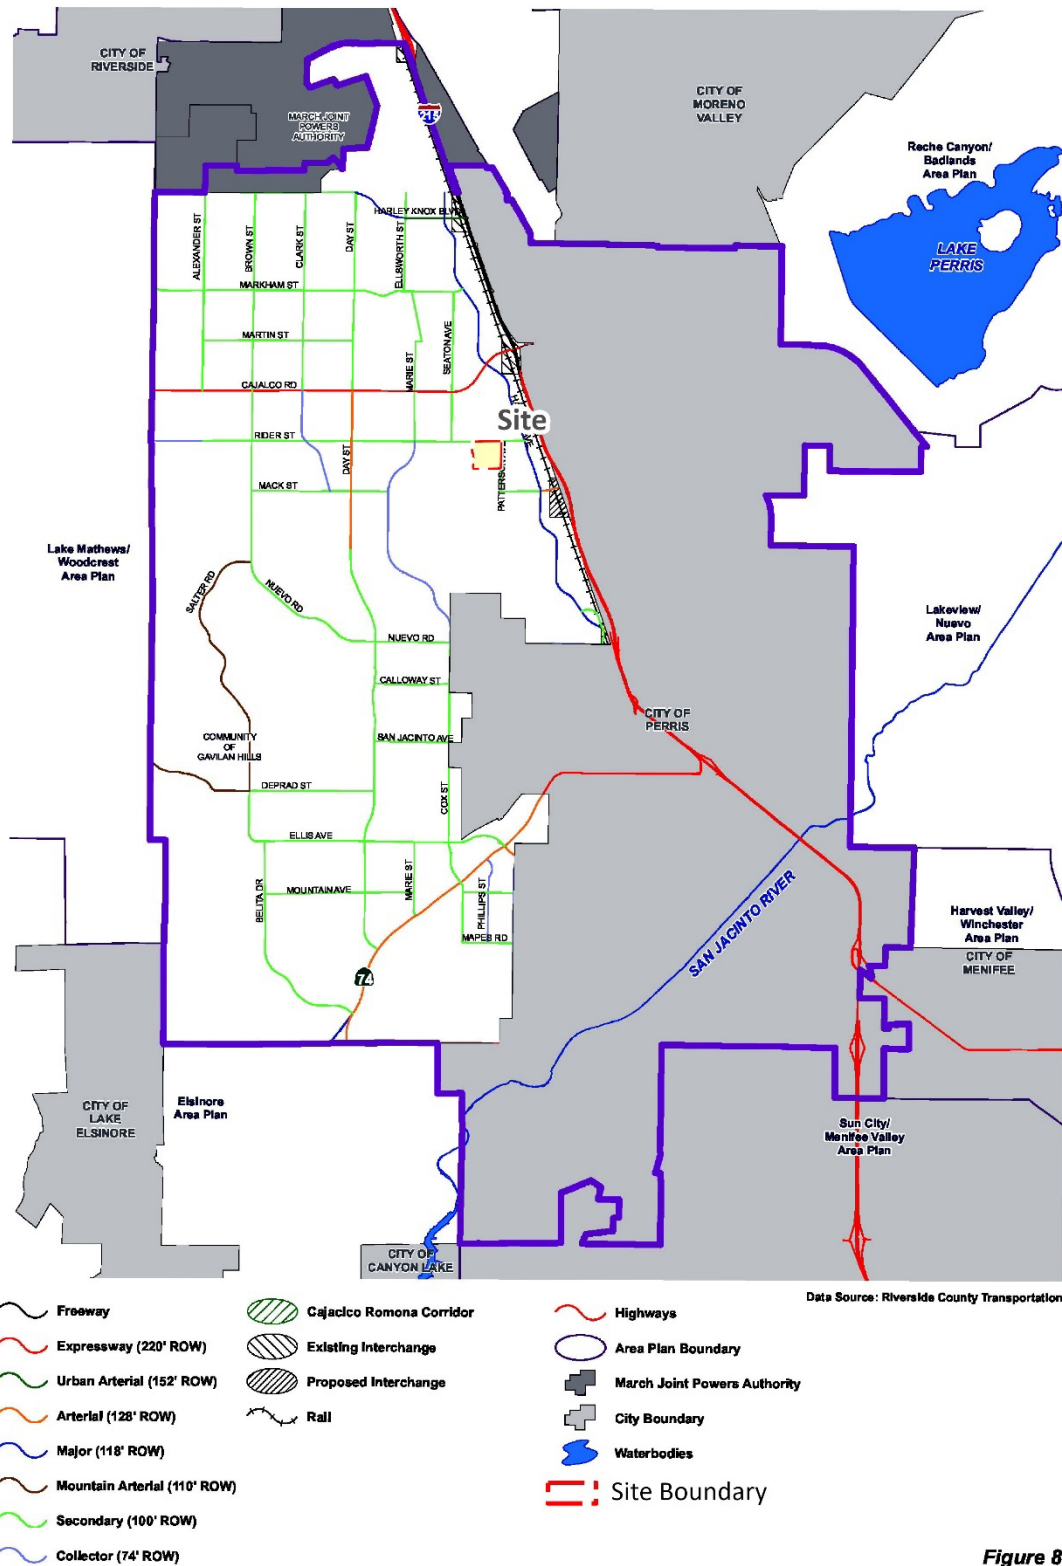 CITY OF
RIVERSIDE
MARCH JOINT
POWERS
AUTHORITY
215
CITY OF
MORENO
VALLEY
Reche Canyon/
Badlands
Area Plan
LAKE
PERRIS
HARLEY KNOX BLVD
ALEXANDER ST
BROWN ST
CLARK ST
DAY ST
ELLSWORTH ST
MARKHAM ST
MARTIN ST
MARIE ST
SEATON AVE
CAJALCO RD
Site
RIDER ST
DAY ST
MACK ST
Lake Mathews/
Woodcrest
Area Plan
SALTER RD
NUEVO RD
NUEVO RD
Lakeview/
Nuevo
Area Plan
CALLOWAY ST
CITY OF
PERRIS
COMMUNITY
OF
GAVILAN HILLS
SAN JACINTO AVE
DEPRAD ST
COX ST
ELLIS AVE
BELITA DR
MOUNTAIN AVE
MARIE ST
PHILLIPS ST
MAPES RD
SAN JACINTO RIVER
Harvest Valley/
Winchester
Area Plan
CITY OF
MENIFEE
74
CITY OF
LAKE
ELSINORE
Elsinore
Area Plan
Sun City/
Menifee Valley
Area Plan
CITY OF
CANYON LAKE
Data Source: Riverside County Transportation
Freeway
Expressway (220' ROW)
Urban Arterial (152' ROW)
Arterial (128' ROW)
Major (118' ROW)
Mountain Arterial (110' ROW)
Secondary (100' ROW)
Collector (74' ROW)
Cajaclco Romona Corridor
Existing Interchange
Proposed Interchange
Rail
Highways
Area Plan Boundary
March Joint Powers Authority
City Boundary
Waterbodies
Site Boundary
Figure 8